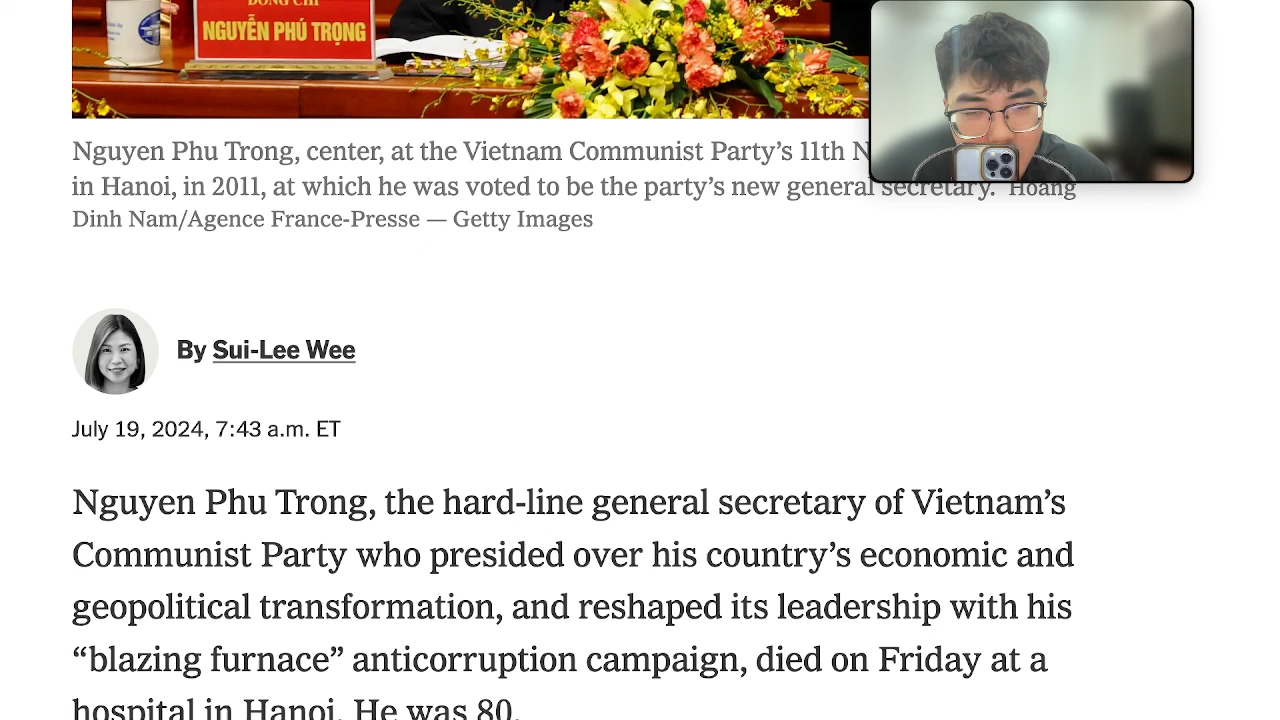 ĐỒNG CHÍ
NGUYỄN PHÚ TRỌNG
Nguyen Phu Trong, center, at the Vietnam Communist Party’s 11th
in Hanoi, in 2011, at which he was voted to be the party’s new general secretary. Hoang
Dinh Nam/Agence France-Presse — Getty Images
By Sui-Lee Wee
July 19, 2024, 7:43 a.m. ET
Nguyen Phu Trong, the hard-line general secretary of Vietnam’s
Communist Party who presided over his country’s economic and
geopolitical transformation, and reshaped its leadership with his
“blazing furnace” anticorruption campaign, died on Friday at a
hospital in Hanoi. He was 80.